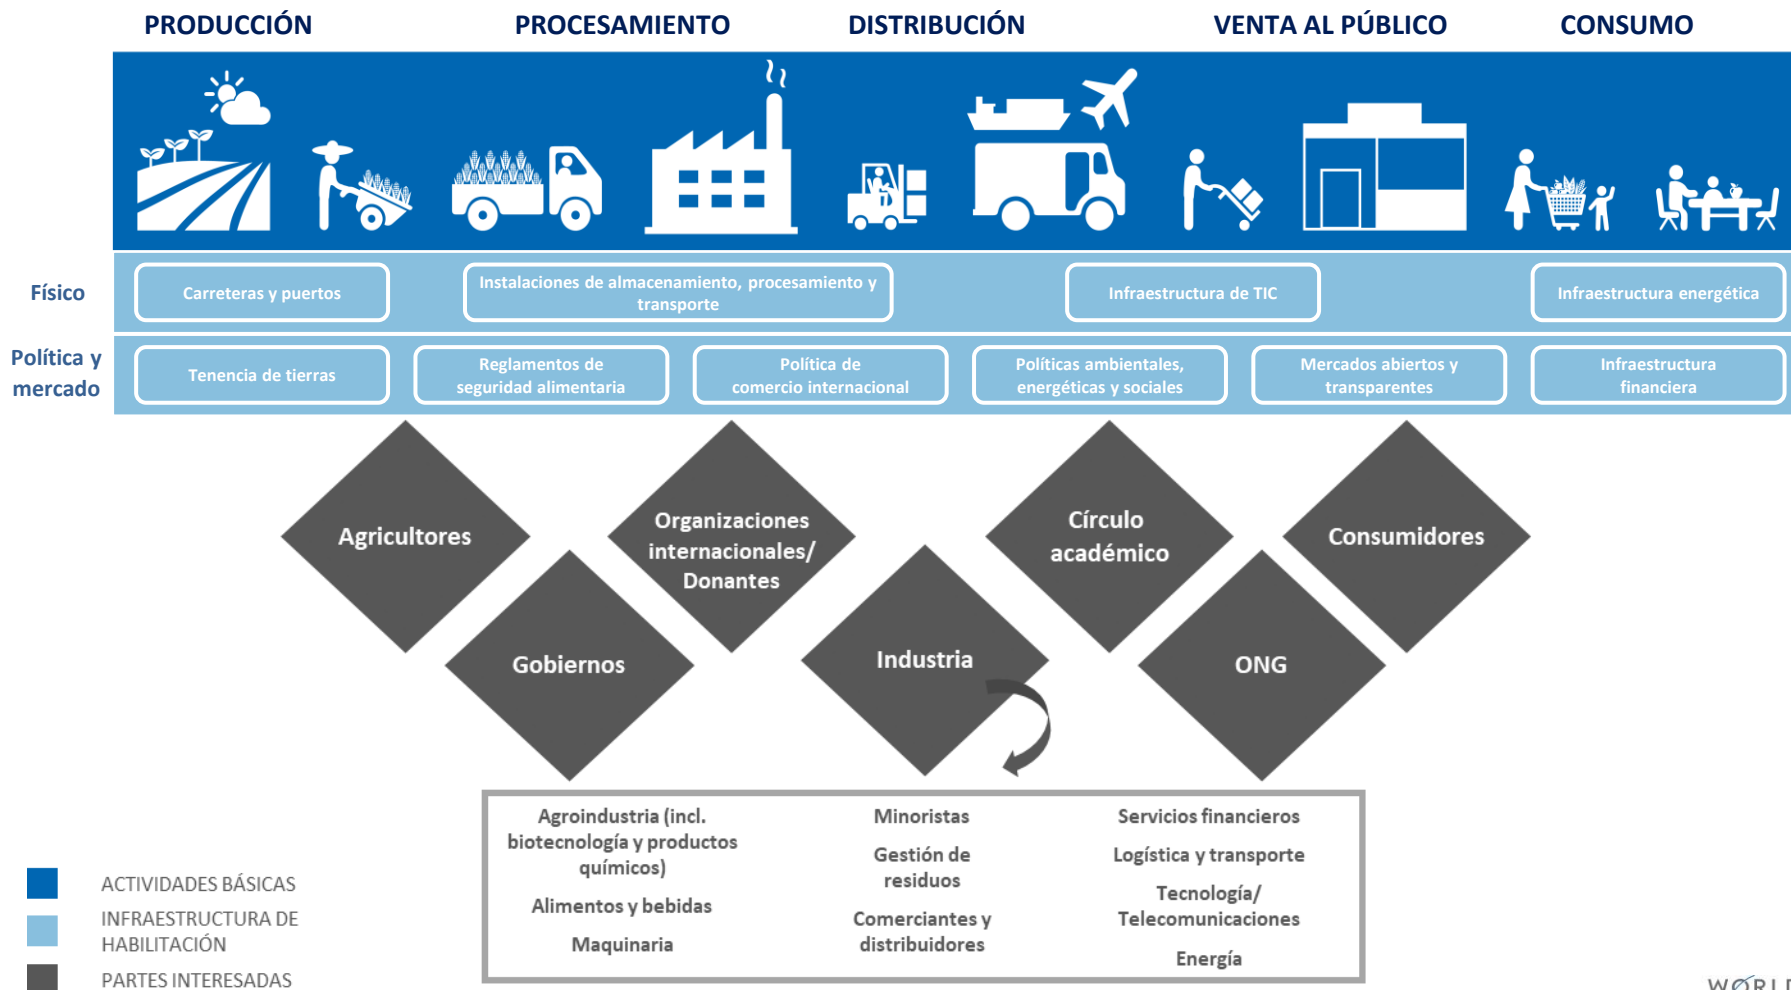 PRODUCCIÓN
PROCESAMIENTO
DISTRIBUCIÓN
VENTA AL PÚBLICO
CONSUMO
Físico
Carreteras y puertos
Instalaciones de almacenamiento, procesamiento y
transporte
Infraestructura de TIC
Infraestructura energética
Política y
mercado
Tenencia de tierras
Reglamentos de
seguridad alimentaria
Política de
comercio internacional
Políticas ambientales,
energéticas y sociales
Mercados abiertos y
transparentes
Infraestructura
financiera
Agricultores
Organizaciones
internacionales/
Donantes
Círculo
académico
Consumidores
Gobiernos
Industria
ONG
Agroindustria (incl.
biotecnología y productos
químicos)
Alimentos y bebidas
Maquinaria
Minoristas
Gestión de
residuos
Comerciantes y
distribuidores
Servicios financieros
Logística y transporte
Tecnología/
Telecomunicaciones
Energía
ACTIVIDADES BÁSICAS
INFRAESTRUCTURA DE
HABILITACIÓN
PARTES INTERESADAS
WORLD